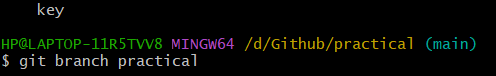 key
HP@LAPTOP-11R5TVV8 MINGW64 /d/Github/practical (main)
$ git branch practical